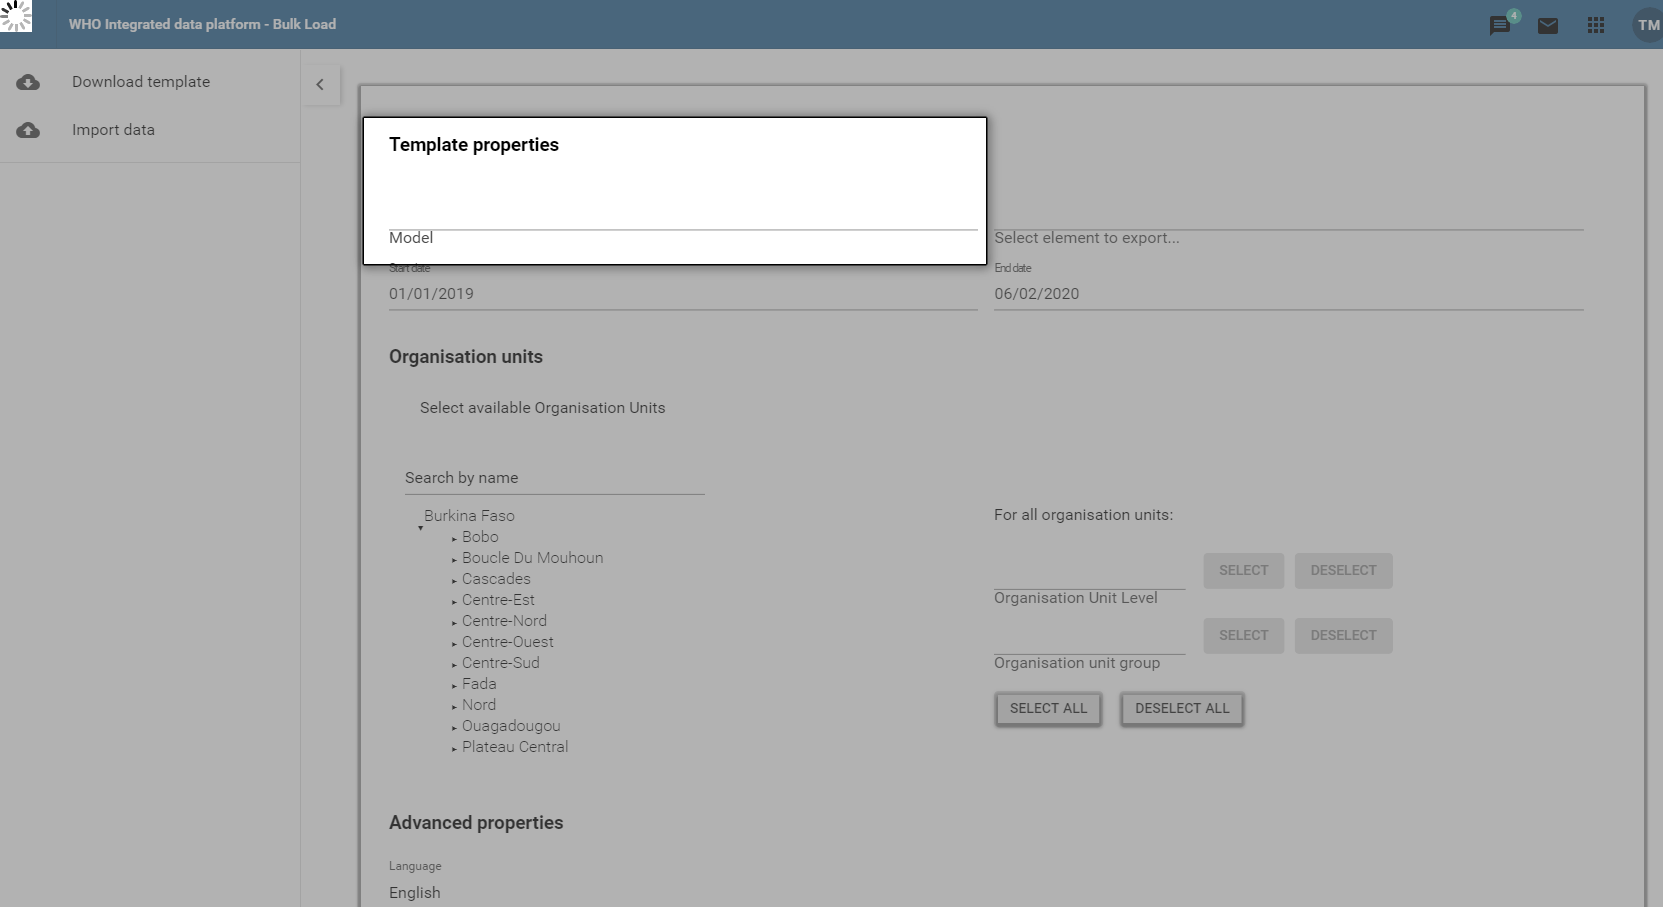 WHO Integrated data platform - Bulk Load
4
TM
Download template
Import data
Template properties
Model
Select element to export...
Start date
End date
01/01/2019
06/02/2020
Organisation units
Select available Organisation Units
Search by name
Burkina Faso
Bobo
Boucle Du Mouhoun
Cascades
Centre-Est
Centre-Nord
Centre-Ouest
Centre-Sud
Fada
Nord
Ouagadougou
Plateau Central
For all organisation units:
SELECT DESELECT
Organisation Unit Level
SELECT DESELECT
Organisation unit group
SELECT ALL DESELECT ALL
Advanced properties
Language
English